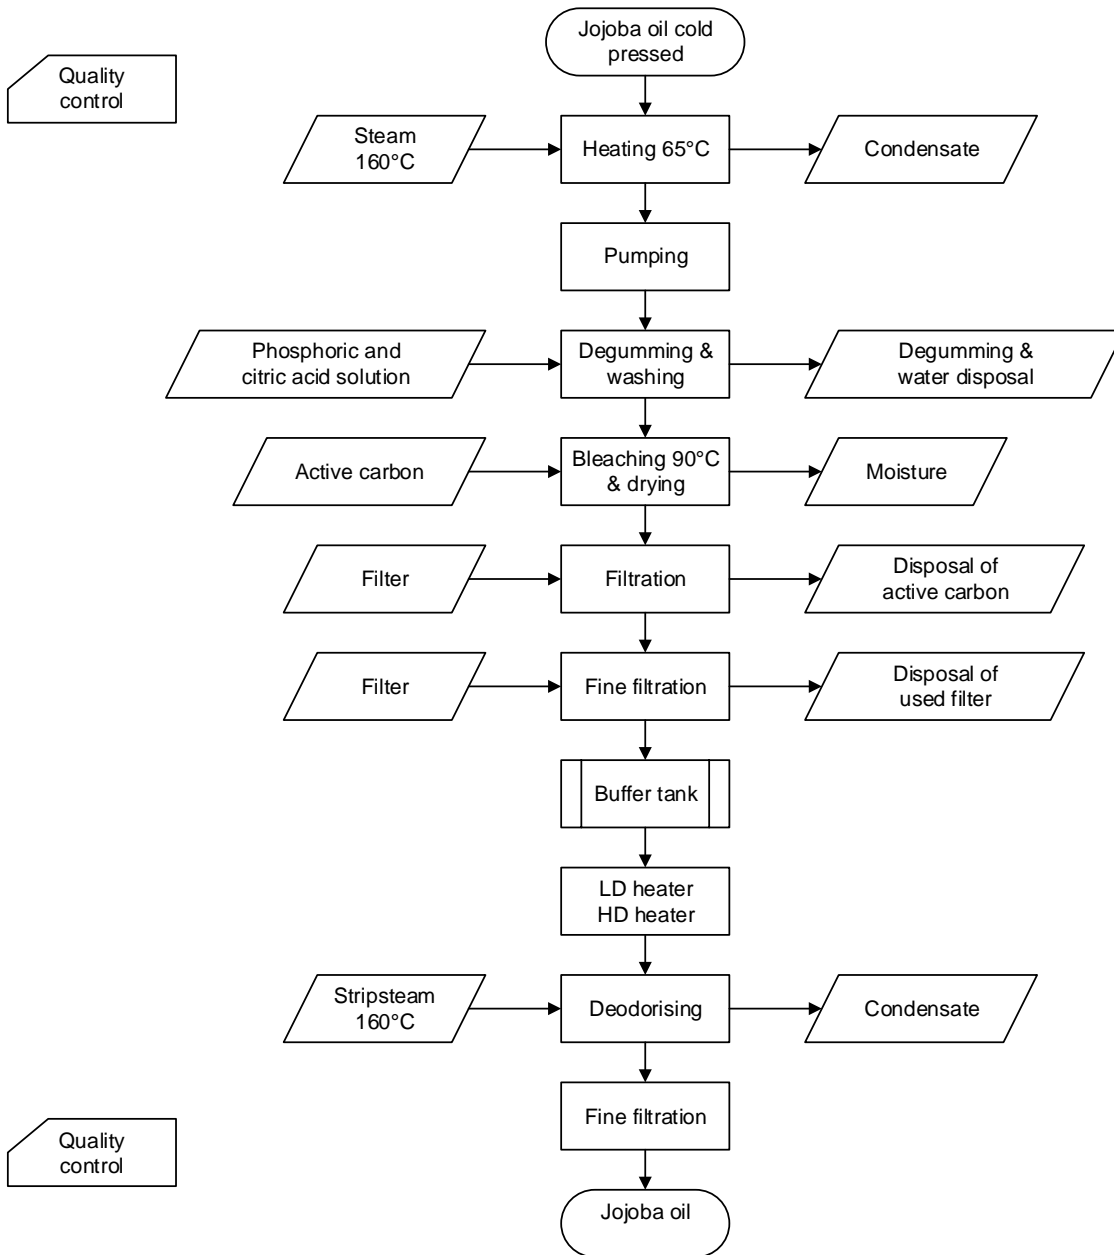 Jojoba oil cold
pressed
Quality
control
Steam
160°C
Heating 65°C
Condensate
Pumping
Phosphoric and
citric acid solution
Degumming &
washing
Degumming &
water disposal
Active carbon
Bleaching 90°C
& drying
Moisture
Filter
Filtration
Disposal of
active carbon
Filter
Fine filtration
Disposal of
used filter
Buffer tank
LD heater
HD heater
Stripsteam
160°C
Deodorising
Condensate
Fine filtration
Quality
control
Jojoba oil